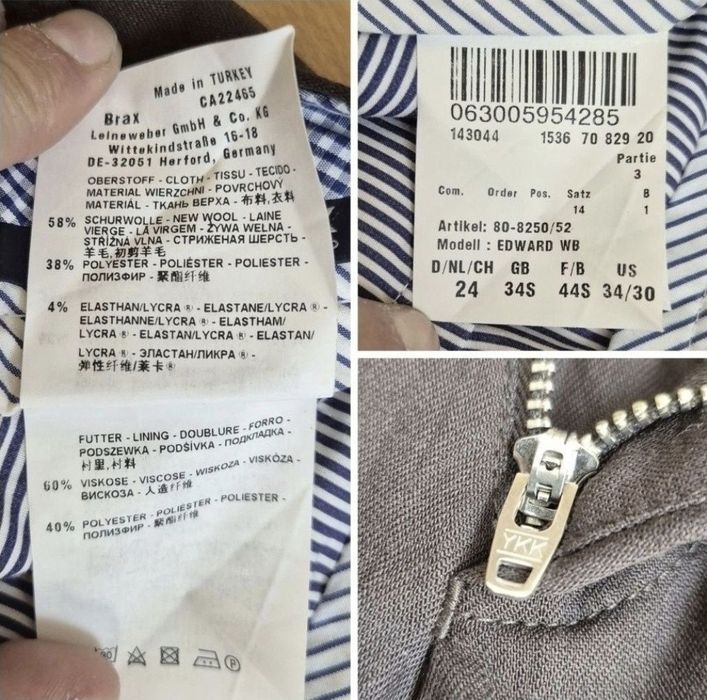 Made in TURKEY
CA22465
Brax
Leineweber GmbH & Co. KG
Wittekindstraße 16-18
DE-32051 Herford, Germany
OBERSTOFF - CLOTH - TISSU - TECIDO -
MATERIAL WIERZCHNI - POVRCHOVÝ
MATERIÁL - ТКАНЬ ВЕРХА - 布料,衣料
58% SCHURWOLLE - NEW WOOL - LAINE
VIERGE - LÃ VIRGEM - ŻYWA WEŁNA -
STRIŽNÁ VLNA - СТРИЖЕНАЯ ШЕРСТЬ -
羊毛,初剪羊毛
38% POLYESTER - POLIÉSTER - POLIESTER -
ПОЛИЭФИР - 聚酯纤维
4% ELASTHAN/LYCRA ® - ELASTANE/LYCRA ® -
ELASTHANNE/LYCRA ® - ELASTHAM/
LYCRA ® - ELASTAN/LYCRA ® - ELASTAN/
LYCRA ® - ЭЛАСТАН/ЛИКРА ® -
弹性纤维/莱卡®
FUTTER - LINING - DOUBLURE - FORRO -
PODSZEWKA - PODŠÍVKA - ПОДКЛАДКА -
衬里,衬料
60% VISKOSE - VISCOSE - WISKOZA - VISKÓZA -
ВИСКОЗА - 人造纤维
40% POLYESTER - POLIÉSTER - POLIESTER -
ПОЛИЭФИР - 聚酯纤维
P
063005954285
143044 1536 70 829 20
Partie
3
Com. Order Pos. Satz B
14 1
Artikel: 80-8250/52
Modell : EDWARD WB
D/NL/CH GB F/B US
24 34S 44S 34/30
YKK